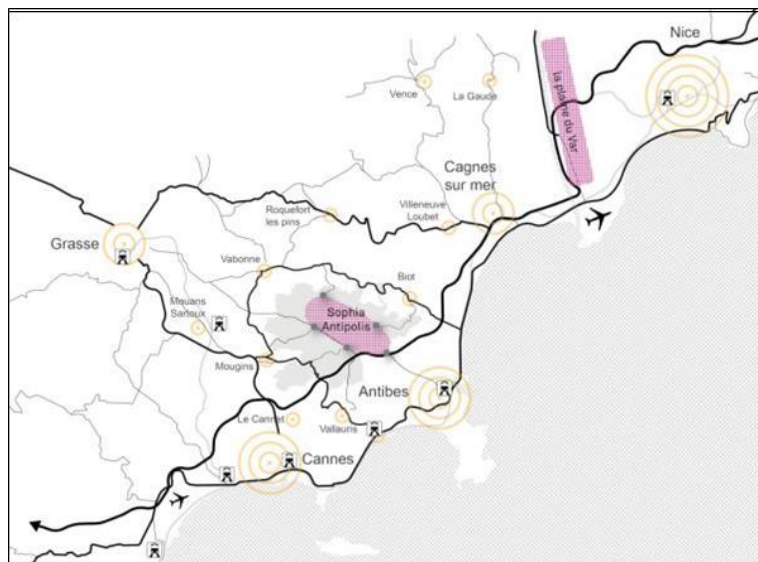 Nice
la plaine du Var
Vence
La Gaude
Cagnes
sur mer
Roquefort
les pins
Villeneuve
Loubet
Grasse
Vabonne
Biot
Mouans
Sartoux
Sophia
Antipolis
Mougins
Antibes
Le Cannet
Vallauris
Cannes